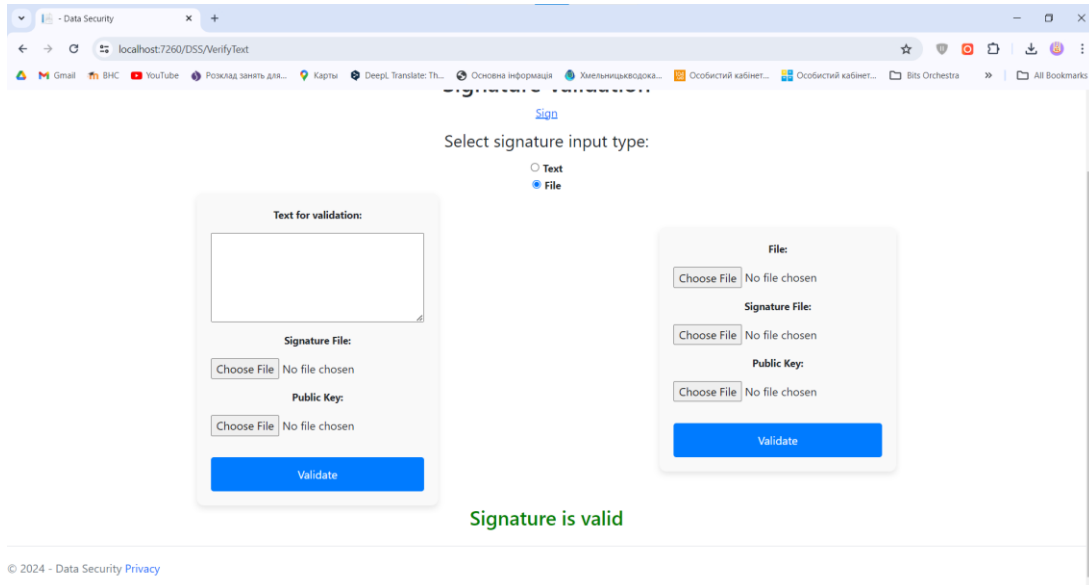 - Data Security
localhost:7260/DSS/VerifyText
Gmail BHC YouTube Розклад занять для... Карты DeepL Translate: Th... Основна інформація Хмельницькводока... Особистий кабінет... Особистий кабінет... Bits Orchestra » All Bookmarks
Signature Validation
Sign
Select signature input type:
Text
File
Text for validation:
Signature File:
Choose File No file chosen
Public Key:
Choose File No file chosen
Validate
File:
Choose File No file chosen
Signature File:
Choose File No file chosen
Public Key:
Choose File No file chosen
Validate
Signature is valid
© 2024 - Data Security Privacy